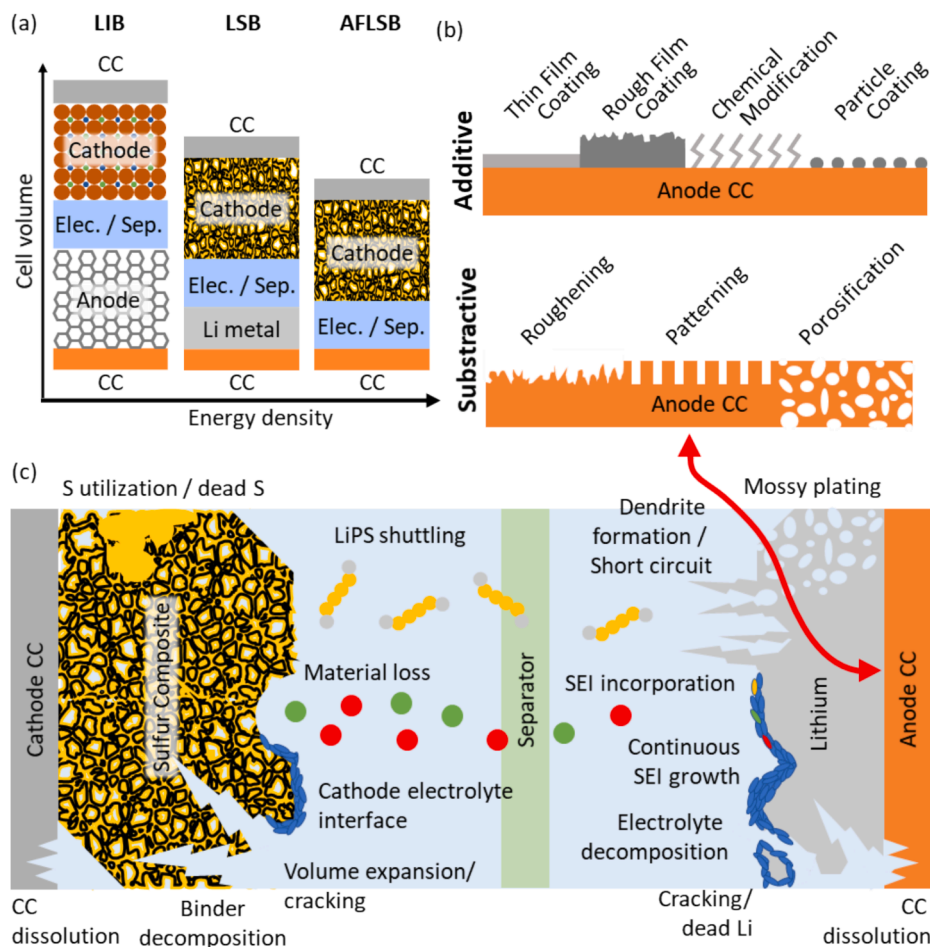 (a)
LIB
LSB
AFLSB
Cell volume
CC
Cathode
Elec. / Sep.
Anode
CC
CC
Cathode
Elec. / Sep.
Li metal
CC
CC
Cathode
Elec. / Sep.
CC
Energy density
(b)
Additive
Thin Film
Coating
Rough Film
Coating
Chemical
Modification
Particle
Coating
Anode CC
Substractive
Roughening
Patterning
Porosification
Anode CC
(c)
S utilization / dead S
Mossy plating
Dendrite
formation /
Short circuit
LiPS shuttling
Cathode CC
Sulfur Composite
Material loss
Separator
SEI incorporation
Lithium
Anode CC
Continuous
SEI growth
Cathode electrolyte
interface
Electrolyte
decomposition
Volume expansion/
cracking
CC
dissolution
Binder
decomposition
Cracking/
dead Li
CC
dissolution